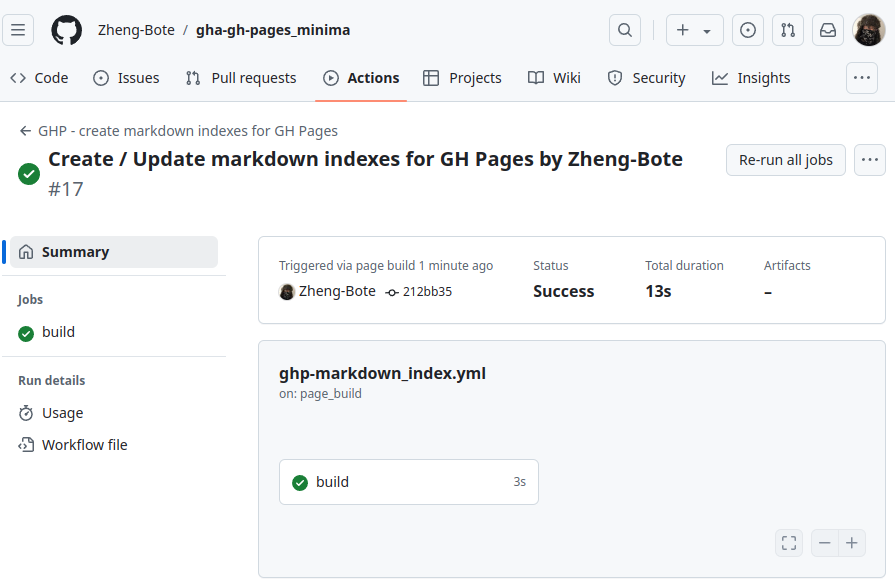 Zheng-Bote / gha-gh-pages_minima
Code Issues Pull requests Actions Projects Wiki Security Insights
GHP - create markdown indexes for GH Pages
Create / Update markdown indexes for GH Pages by Zheng-Bote
#17
Re-run all jobs
Summary
Jobs
build
Run details
Usage
Workflow file
Triggered via page build 1 minute ago
Zheng-Bote 212bb35
Status
Success
Total duration
13s
Artifacts
–
ghp-markdown_index.yml
on: page_build
build 3s